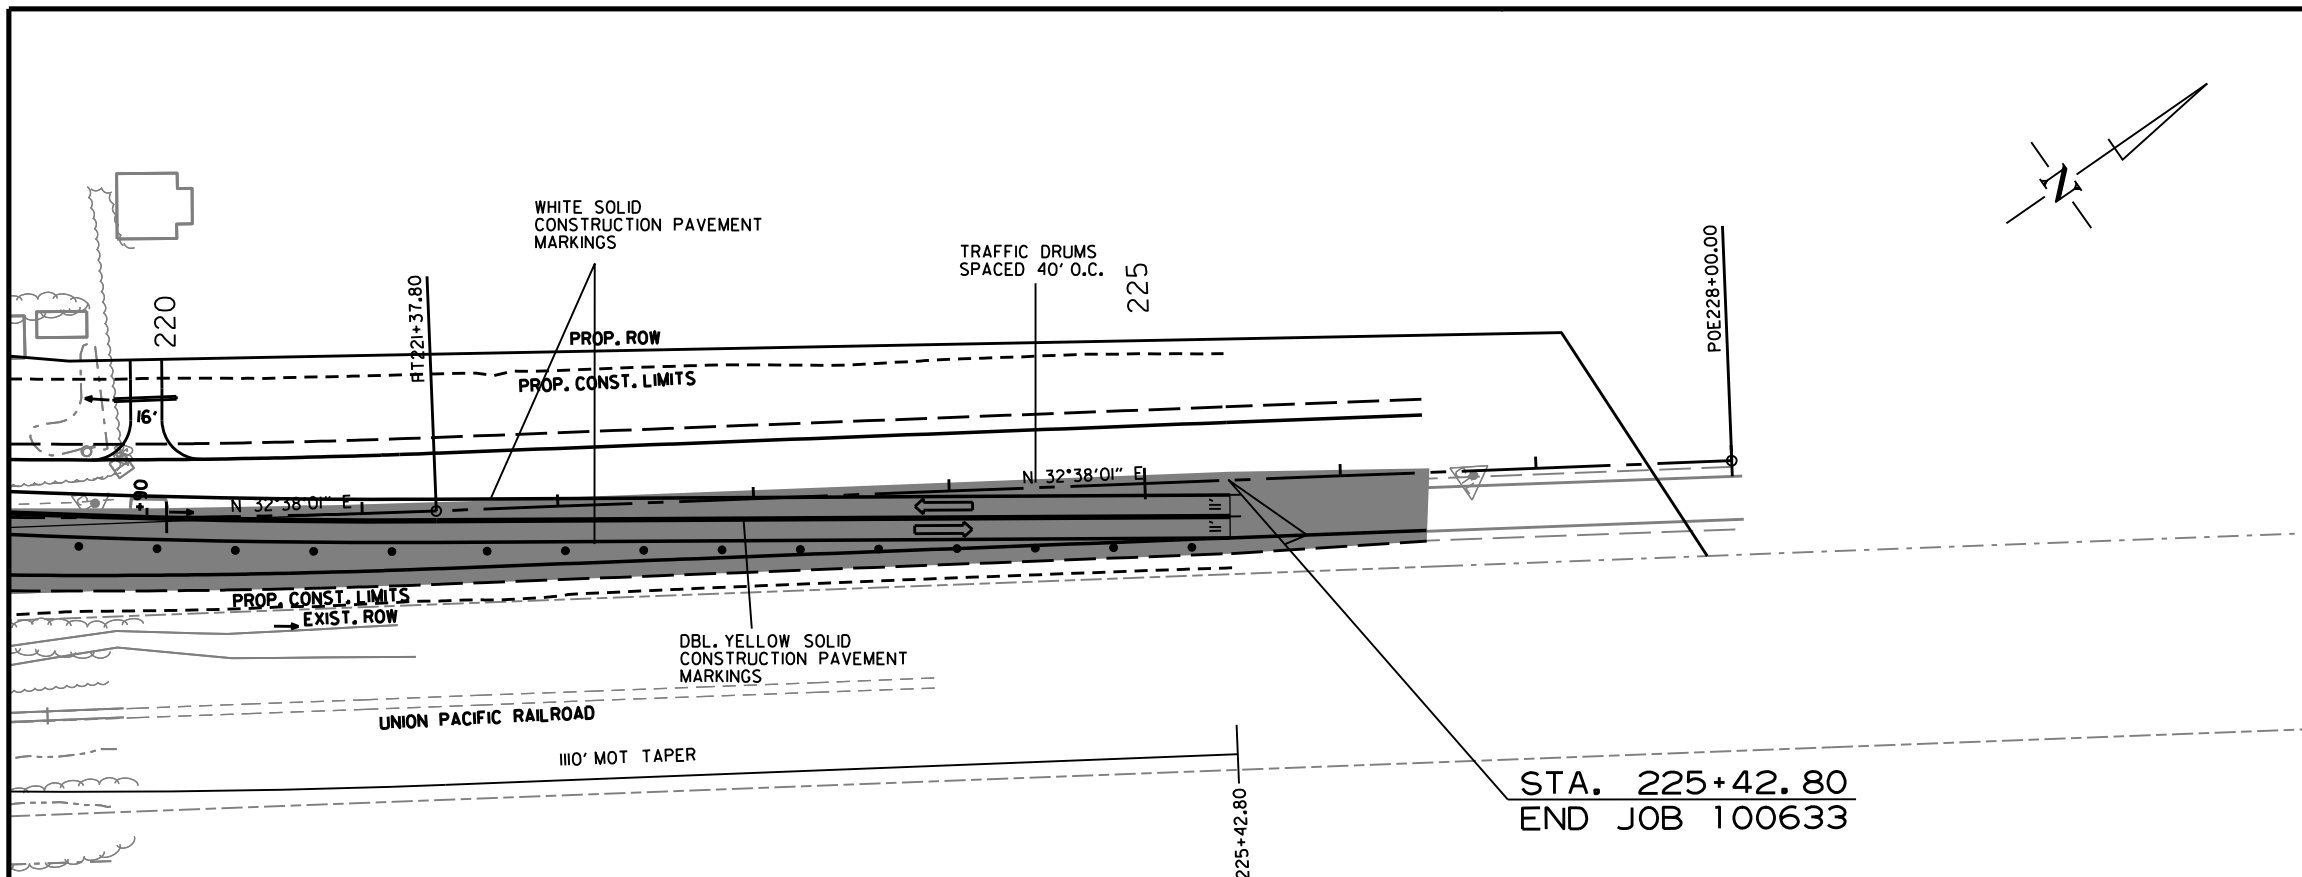 WHITE SOLID
CONSTRUCTION PAVEMENT
MARKINGS
TRAFFIC DRUMS
SPACED 40' O.C.
220
225
RT221+37.80
POE228+00.00
N
PROP. ROW
PROP. CONST. LIMITS
16'
+90
N 32°38'01" E
N 32°38'01" E
11'
11'
PROP. CONST. LIMITS
EXIST. ROW
DBL. YELLOW SOLID
CONSTRUCTION PAVEMENT
MARKINGS
UNION PACIFIC RAILROAD
1110' MOT TAPER
225+42.80
STA. 225+42.80
END JOB 100633